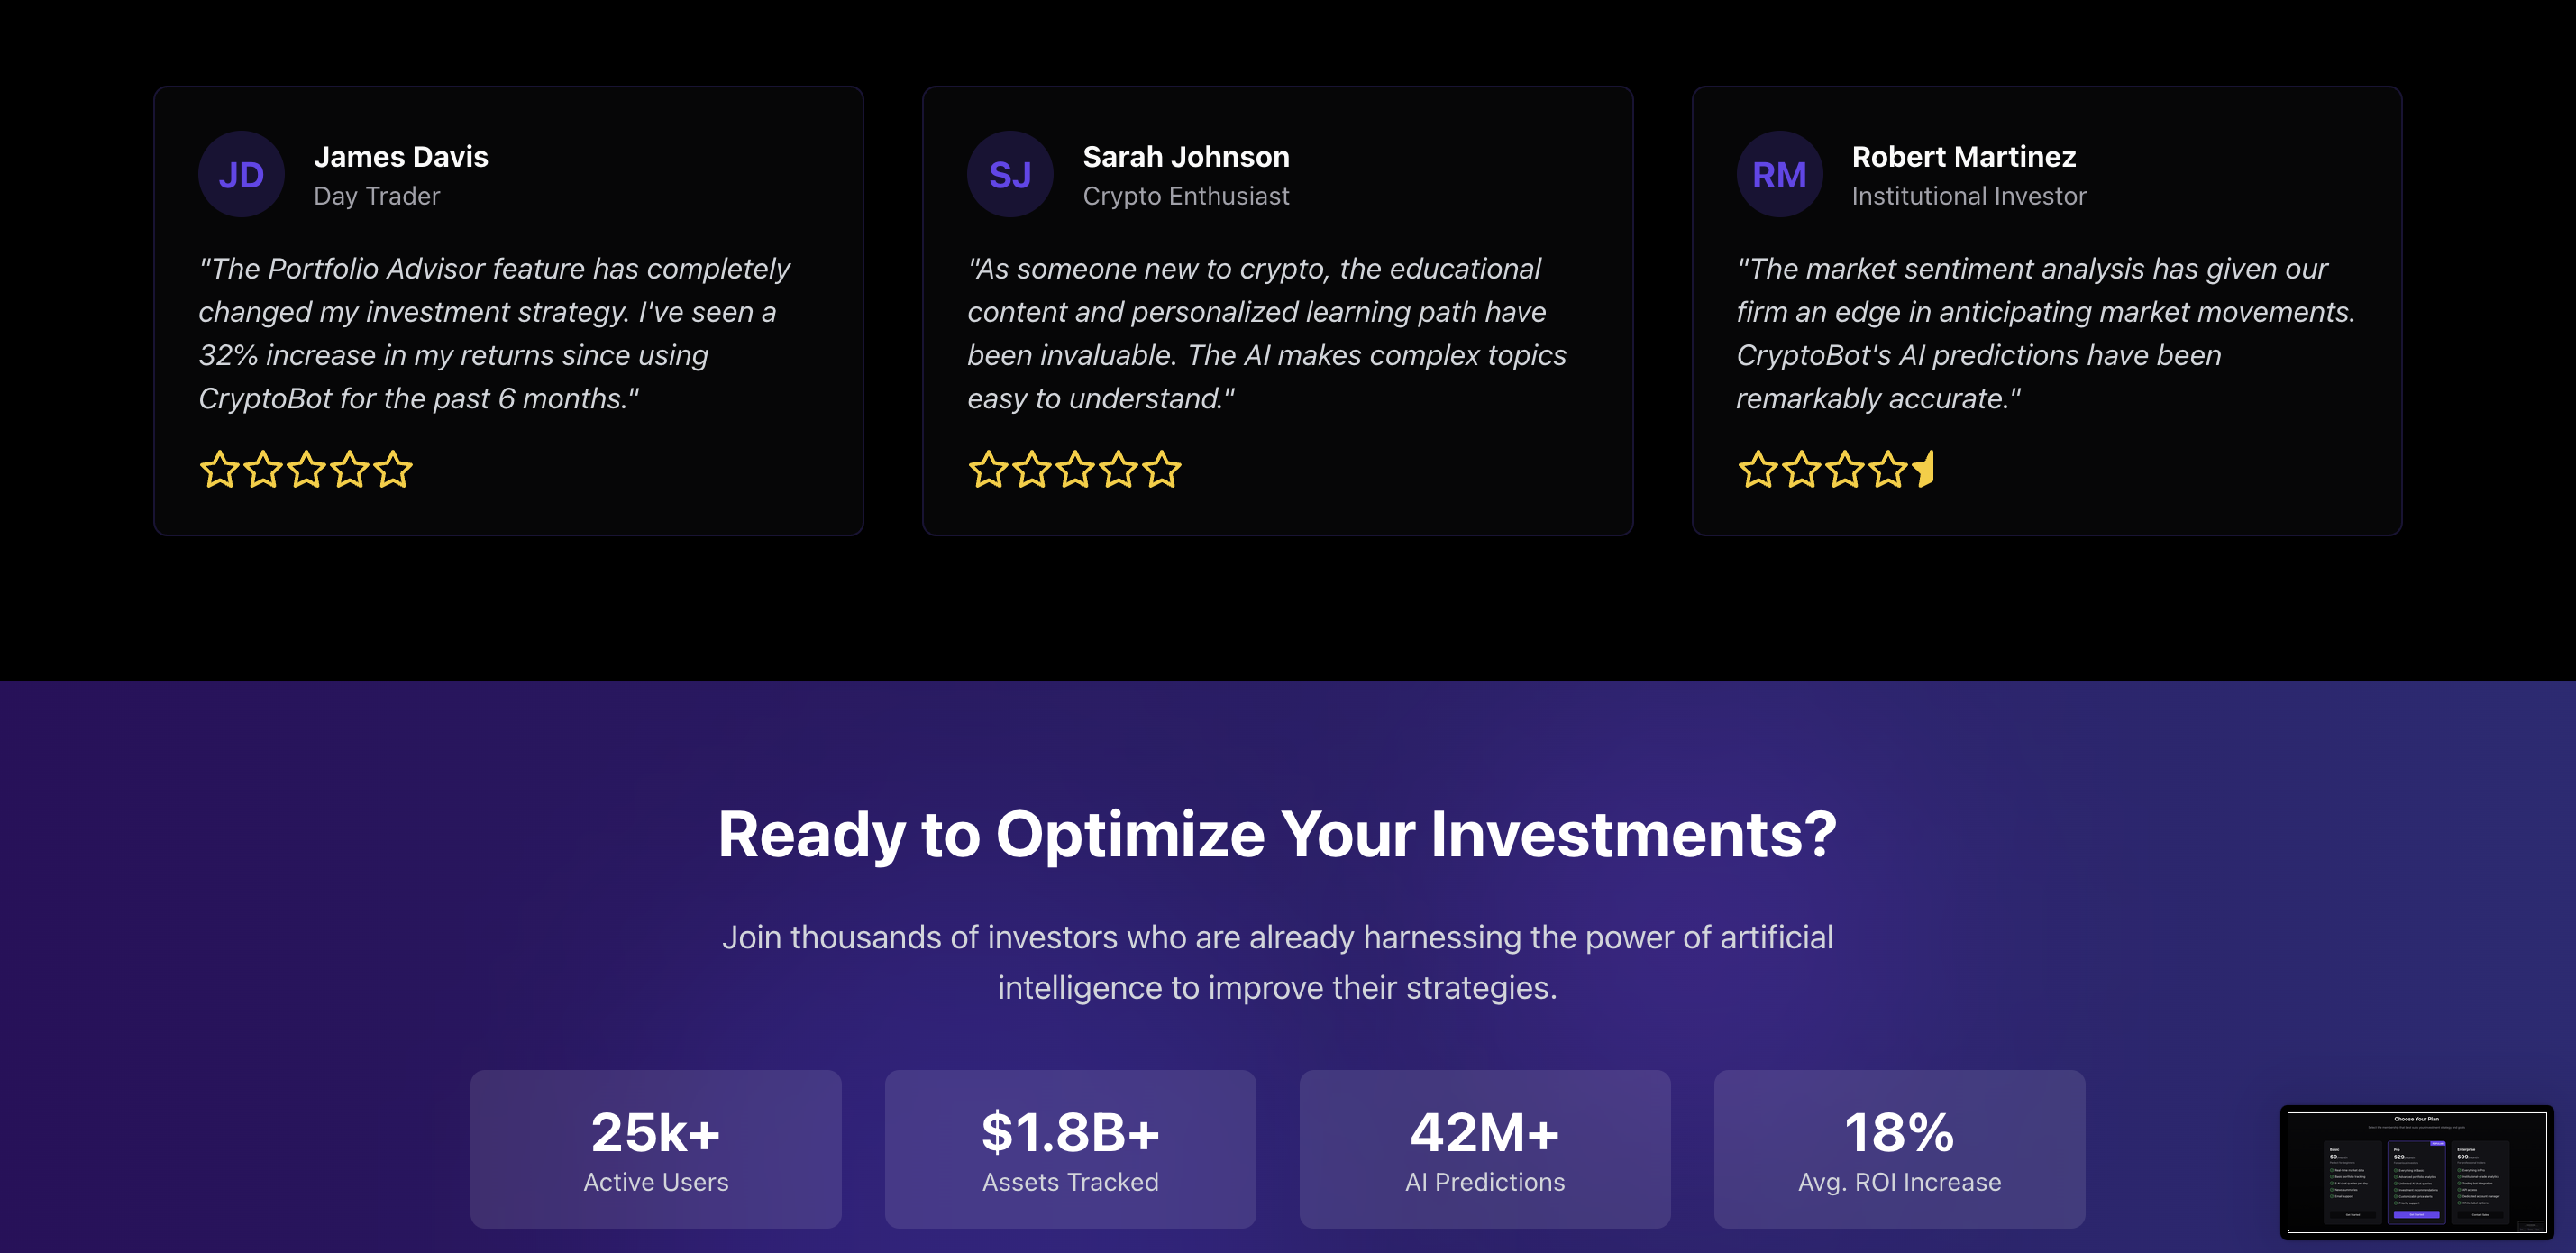 JD
James Davis
Day Trader
"The Portfolio Advisor feature has completely
changed my investment strategy. I've seen a
32% increase in my returns since using
CryptoBot for the past 6 months."
SJ
Sarah Johnson
Crypto Enthusiast
"As someone new to crypto, the educational
content and personalized learning path have
been invaluable. The AI makes complex topics
easy to understand."
RM
Robert Martinez
Institutional Investor
"The market sentiment analysis has given our
firm an edge in anticipating market movements.
CryptoBot's AI predictions have been
remarkably accurate."
Ready to Optimize Your Investments?
Join thousands of investors who are already harnessing the power of artificial
intelligence to improve their strategies.
25k+
Active Users
$1.8B+
Assets Tracked
42M+
AI Predictions
18%
Avg. ROI Increase
Choose Your Plan
Basic
$9
Pro
$29
Enterprise
$99